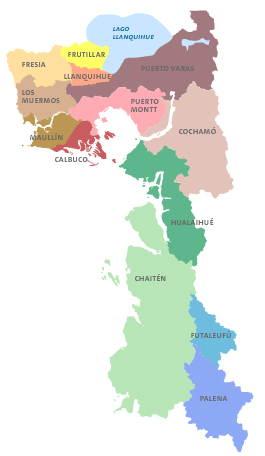 LAGO
LLANQUIHUE
FRUTILLAR
FRESIA
PUERTO VARAS
LLANQUIHUE
LOS
MUERMOS
PUERTO
MONTT
COCHAMÓ
MAULLÍN
CALBUCO
HUALAIHUÉ
CHAITÉN
FUTALEUFÚ
PALENA